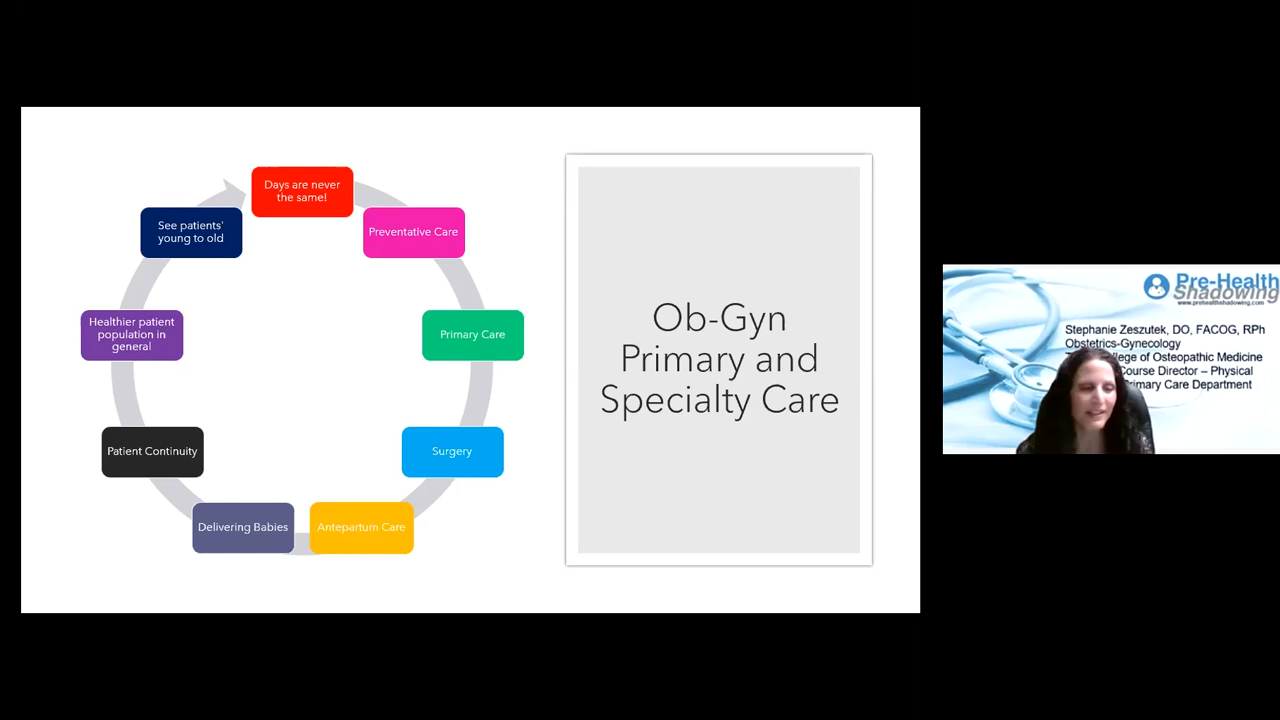 Days are never
the same!
Preventative Care
Primary Care
Surgery
Antepartum Care
Delivering Babies
Patient Continuity
Healthier patient
population in
general
See patients'
young to old
Ob-Gyn
Primary and
Specialty Care
Pre-Health
Shadowing
www.prehealthshadowing.com
Stephanie Zeszutek, DO, FACOG, RPh
Obstetrics-Gynecology
College of Osteopathic Medicine
Course Director – Physical
Primary Care Department